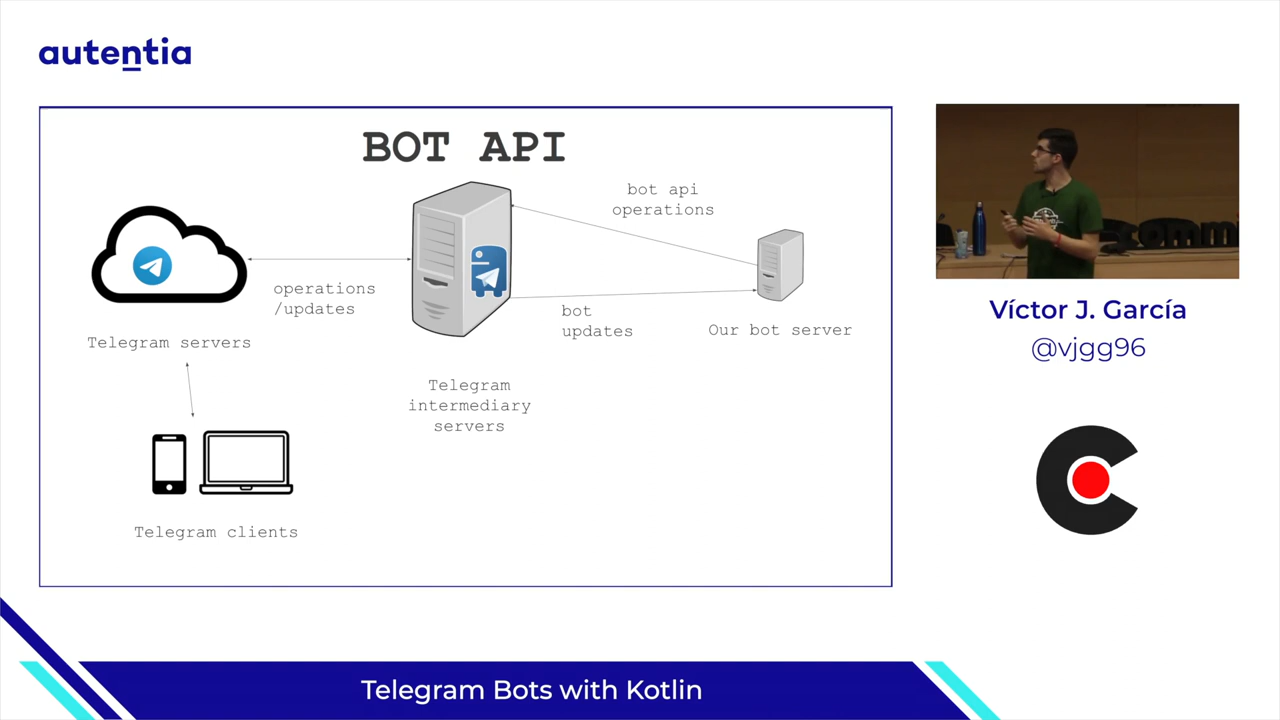 autentia
BOT API
bot api
operations
operations
/updates
bot
updates
Our bot server
Telegram servers
Telegram
intermediary
servers
Telegram clients
Víctor J. García
@vjgg96
Telegram Bots with Kotlin